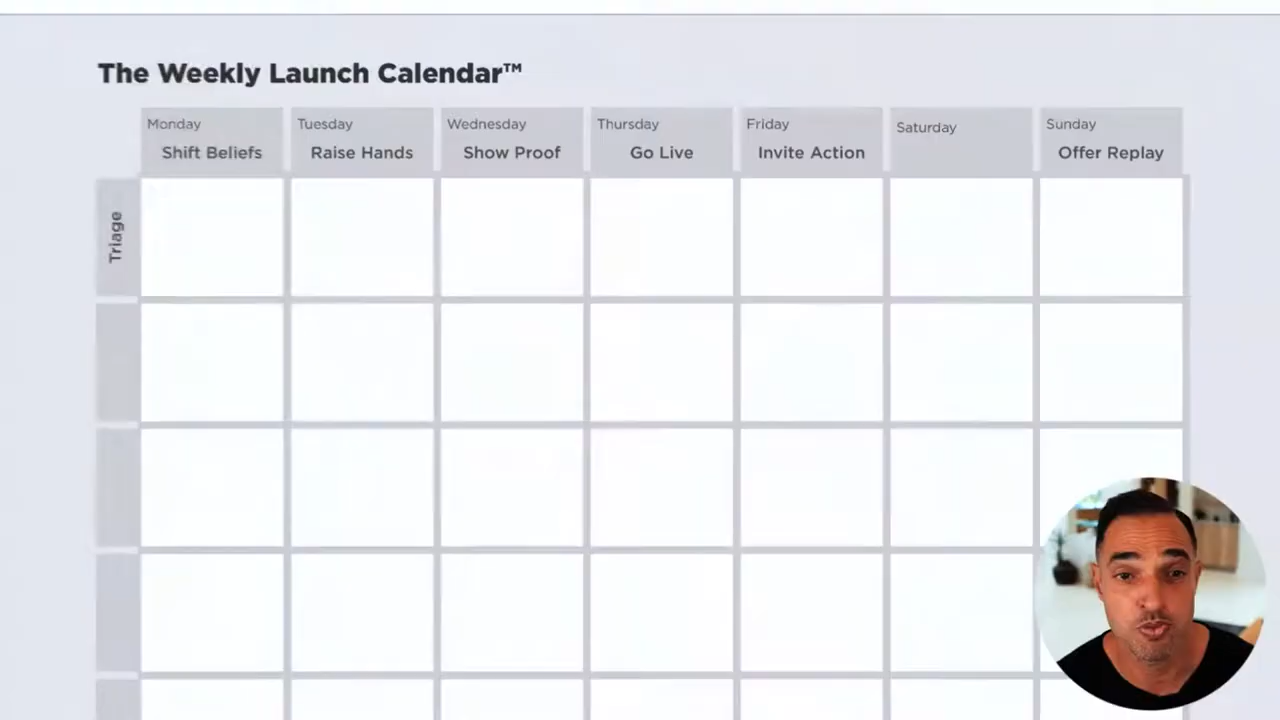 The Weekly Launch Calendar™
Monday
Shift Beliefs
Tuesday
Raise Hands
Wednesday
Show Proof
Thursday
Go Live
Friday
Invite Action
Saturday
Sunday
Offer Replay
Triage